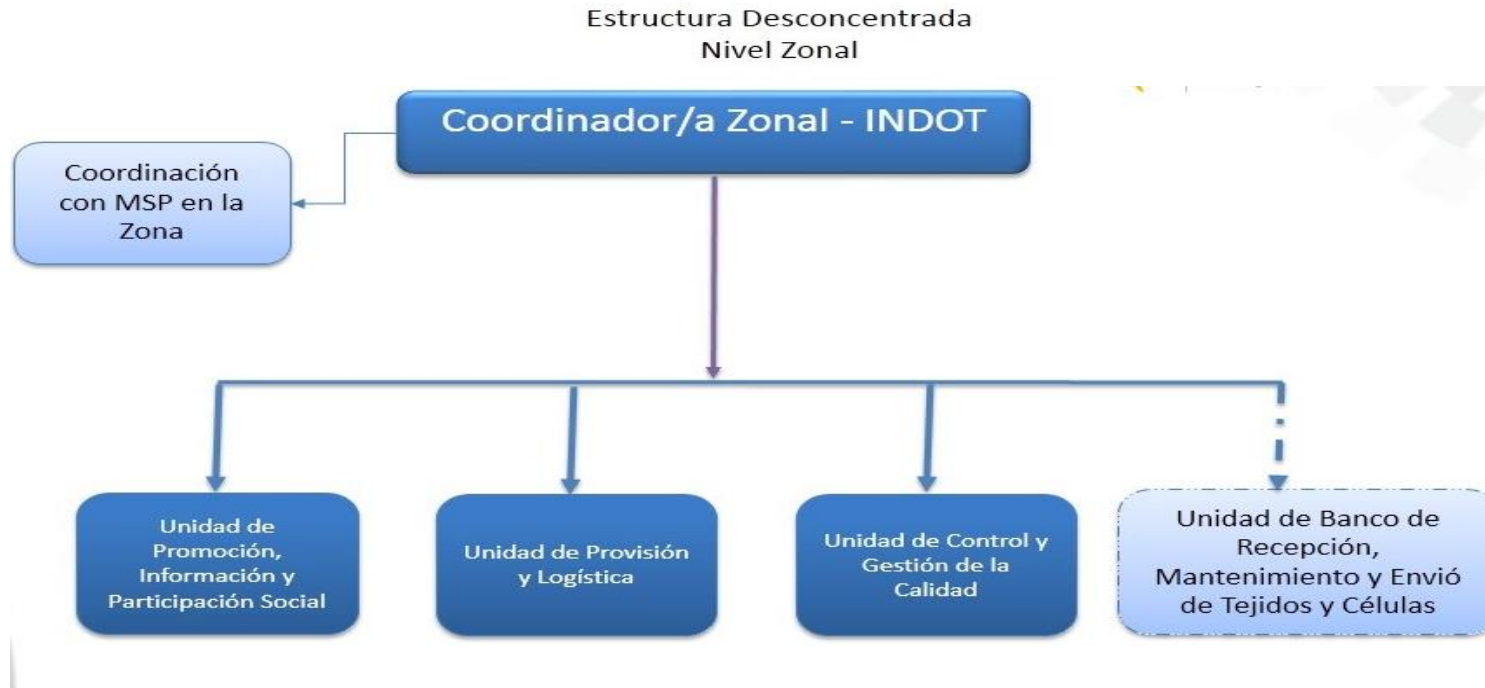 Estructura Desconcentrada
Nivel Zonal
Coordinador/a Zonal - INDOT
Coordinación
con MSP en la
Zona
Unidad de
Promoción,
Información y
Participación Social
Unidad de Provisión
y Logística
Unidad de Control y
Gestión de la
Calidad
Unidad de Banco de
Recepción,
Mantenimiento y Envió
de Tejidos y Células